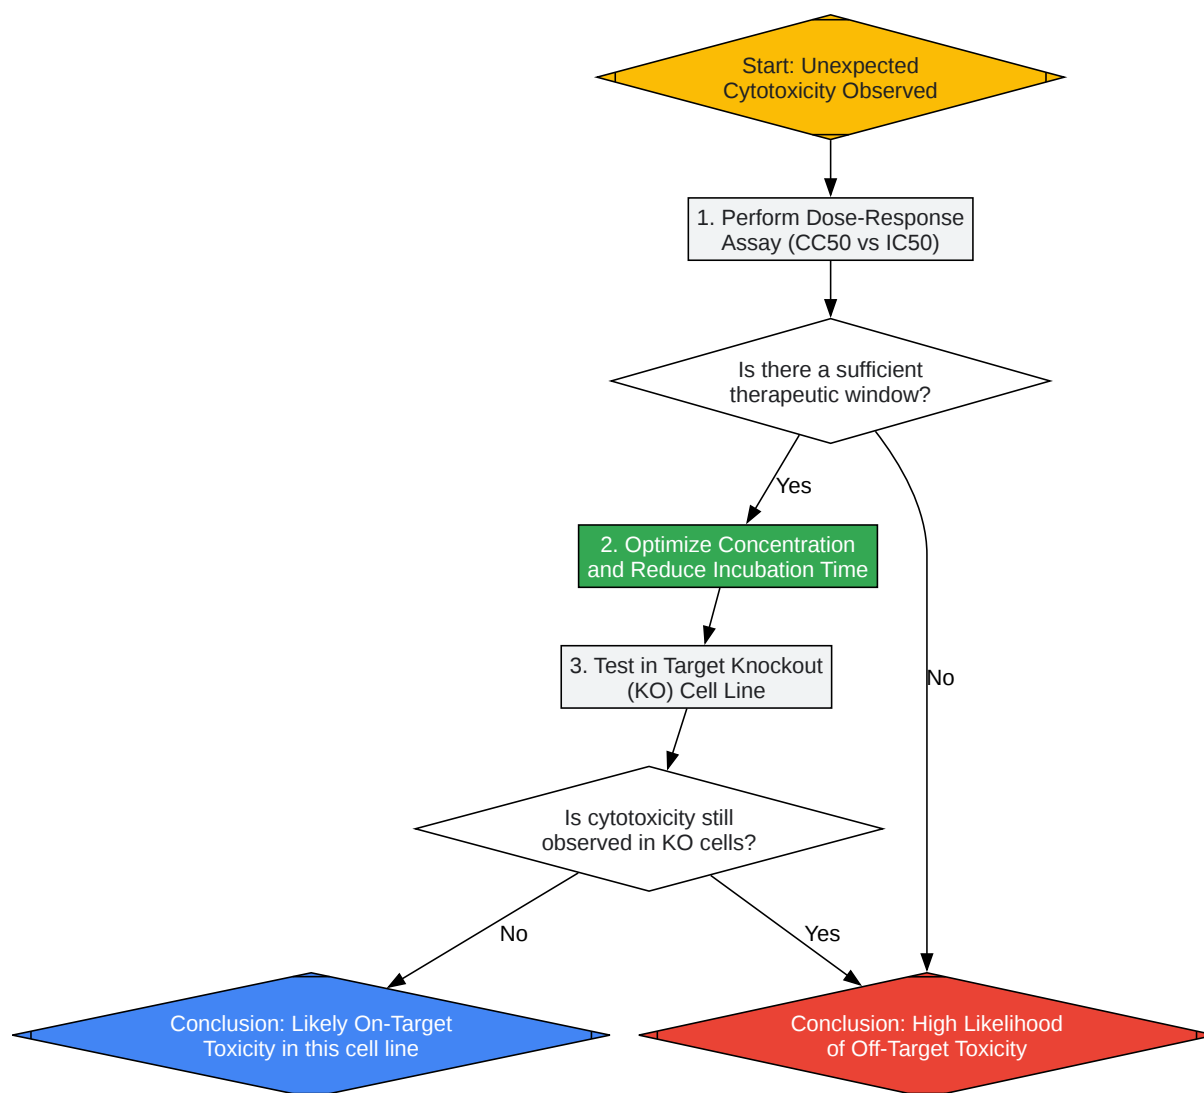 Start: Unexpected
Cytotoxicity Observed
1. Perform Dose-Response
Assay (CC50 vs IC50)
Is there a sufficient
therapeutic window?
Yes
2. Optimize Concentration
and Reduce Incubation Time
3. Test in Target Knockout
(KO) Cell Line
No
Is cytotoxicity still
observed in KO cells?
No
Yes
Conclusion: Likely On-Target
Toxicity in this cell line
Conclusion: High Likelihood
of Off-Target Toxicity